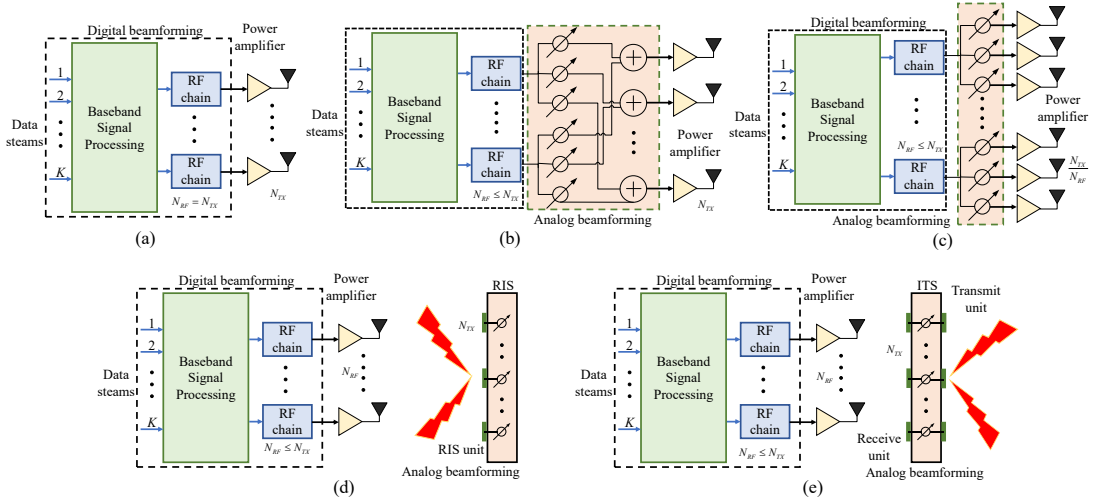 Digital beamforming
Power
amplifier
1
2
K
Data
steams
Baseband
Signal
Processing
RF
chain
RF
chain
N_RF = N_TX
N_TX
(a)
1
2
K
Data
steams
Baseband
Signal
Processing
RF
chain
RF
chain
N_RF ≤ N_TX
Power
amplifier
N_TX
Analog beamforming
(b)
Digital beamforming
1
2
K
Data
steams
Baseband
Signal
Processing
RF
chain
N_RF ≤ N_TX
RF
chain
Power
amplifier
N_TX
N_RF
Analog beamforming
(c)
Digital beamforming
Power
amplifier
1
2
K
Data
steams
Baseband
Signal
Processing
RF
chain
RF
chain
N_RF ≤ N_TX
N_RF
RIS
N_TX
RIS unit
Analog beamforming
(d)
Digital beamforming
Power
amplifier
1
2
K
Data
steams
Baseband
Signal
Processing
RF
chain
RF
chain
N_RF ≤ N_TX
N_RF
ITS
Transmit
unit
N_TX
Receive
unit
Analog beamforming
(e)